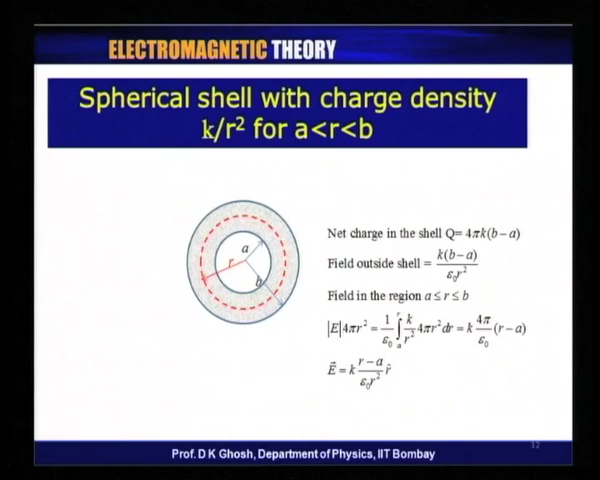 ELECTROMAGNETIC THEORY
Spherical shell with charge density
k/r² for a<r<b
a
r
b
Net charge in the shell Q= 4πk(b−a)
Field outside shell = k(b−a)/ε₀r²
Field in the region a ≤ r ≤ b
|E|4πr² = 1/ε₀ ∫ₐʳ k/r² 4πr² dr = k 4π/ε₀ (r−a)
E⃗ = k (r−a)/ε₀r² r̂
12
Prof. D K Ghosh, Department of Physics, IIT Bombay